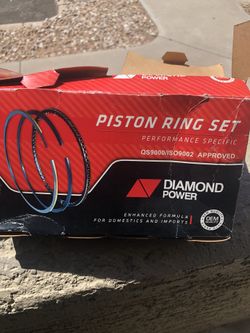 PISTON RING SET
PERFORMANCE SPECIFIC
QS9000/ISO9002 APPROVED
DIAMOND
POWER
ENHANCED FORMULA
FOR DOMESTICS AND IMPORTS
OEM